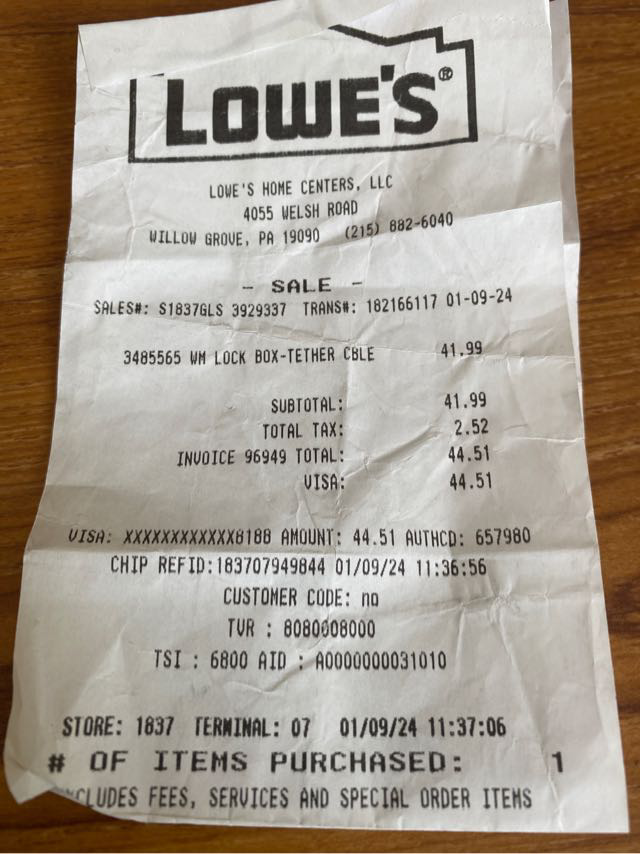 LOWE'S®
LOWE'S HOME CENTERS, LLC
4055 WELSH ROAD
WILLOW GROVE, PA 19090 (215) 882-6040
- SALE -
SALES#: S1837GLS 3929337 TRANS#: 182166117 01-09-24
3485565 WM LOCK BOX-TETHER CBLE 41.99
SUBTOTAL: 41.99
TOTAL TAX: 2.52
INVOICE 96949 TOTAL: 44.51
VISA: 44.51
VISA: XXXXXXXXXXXX8188 AMOUNT: 44.51 AUTHCD: 657980
CHIP REFID:183707949844 01/09/24 11:36:56
CUSTOMER CODE: no
TVR : 8080008000
TSI : 6800 AID : A0000000031010
STORE: 1837 TERMINAL: 07 01/09/24 11:37:06
# OF ITEMS PURCHASED: 1
CLUDES FEES, SERVICES AND SPECIAL ORDER ITEMS